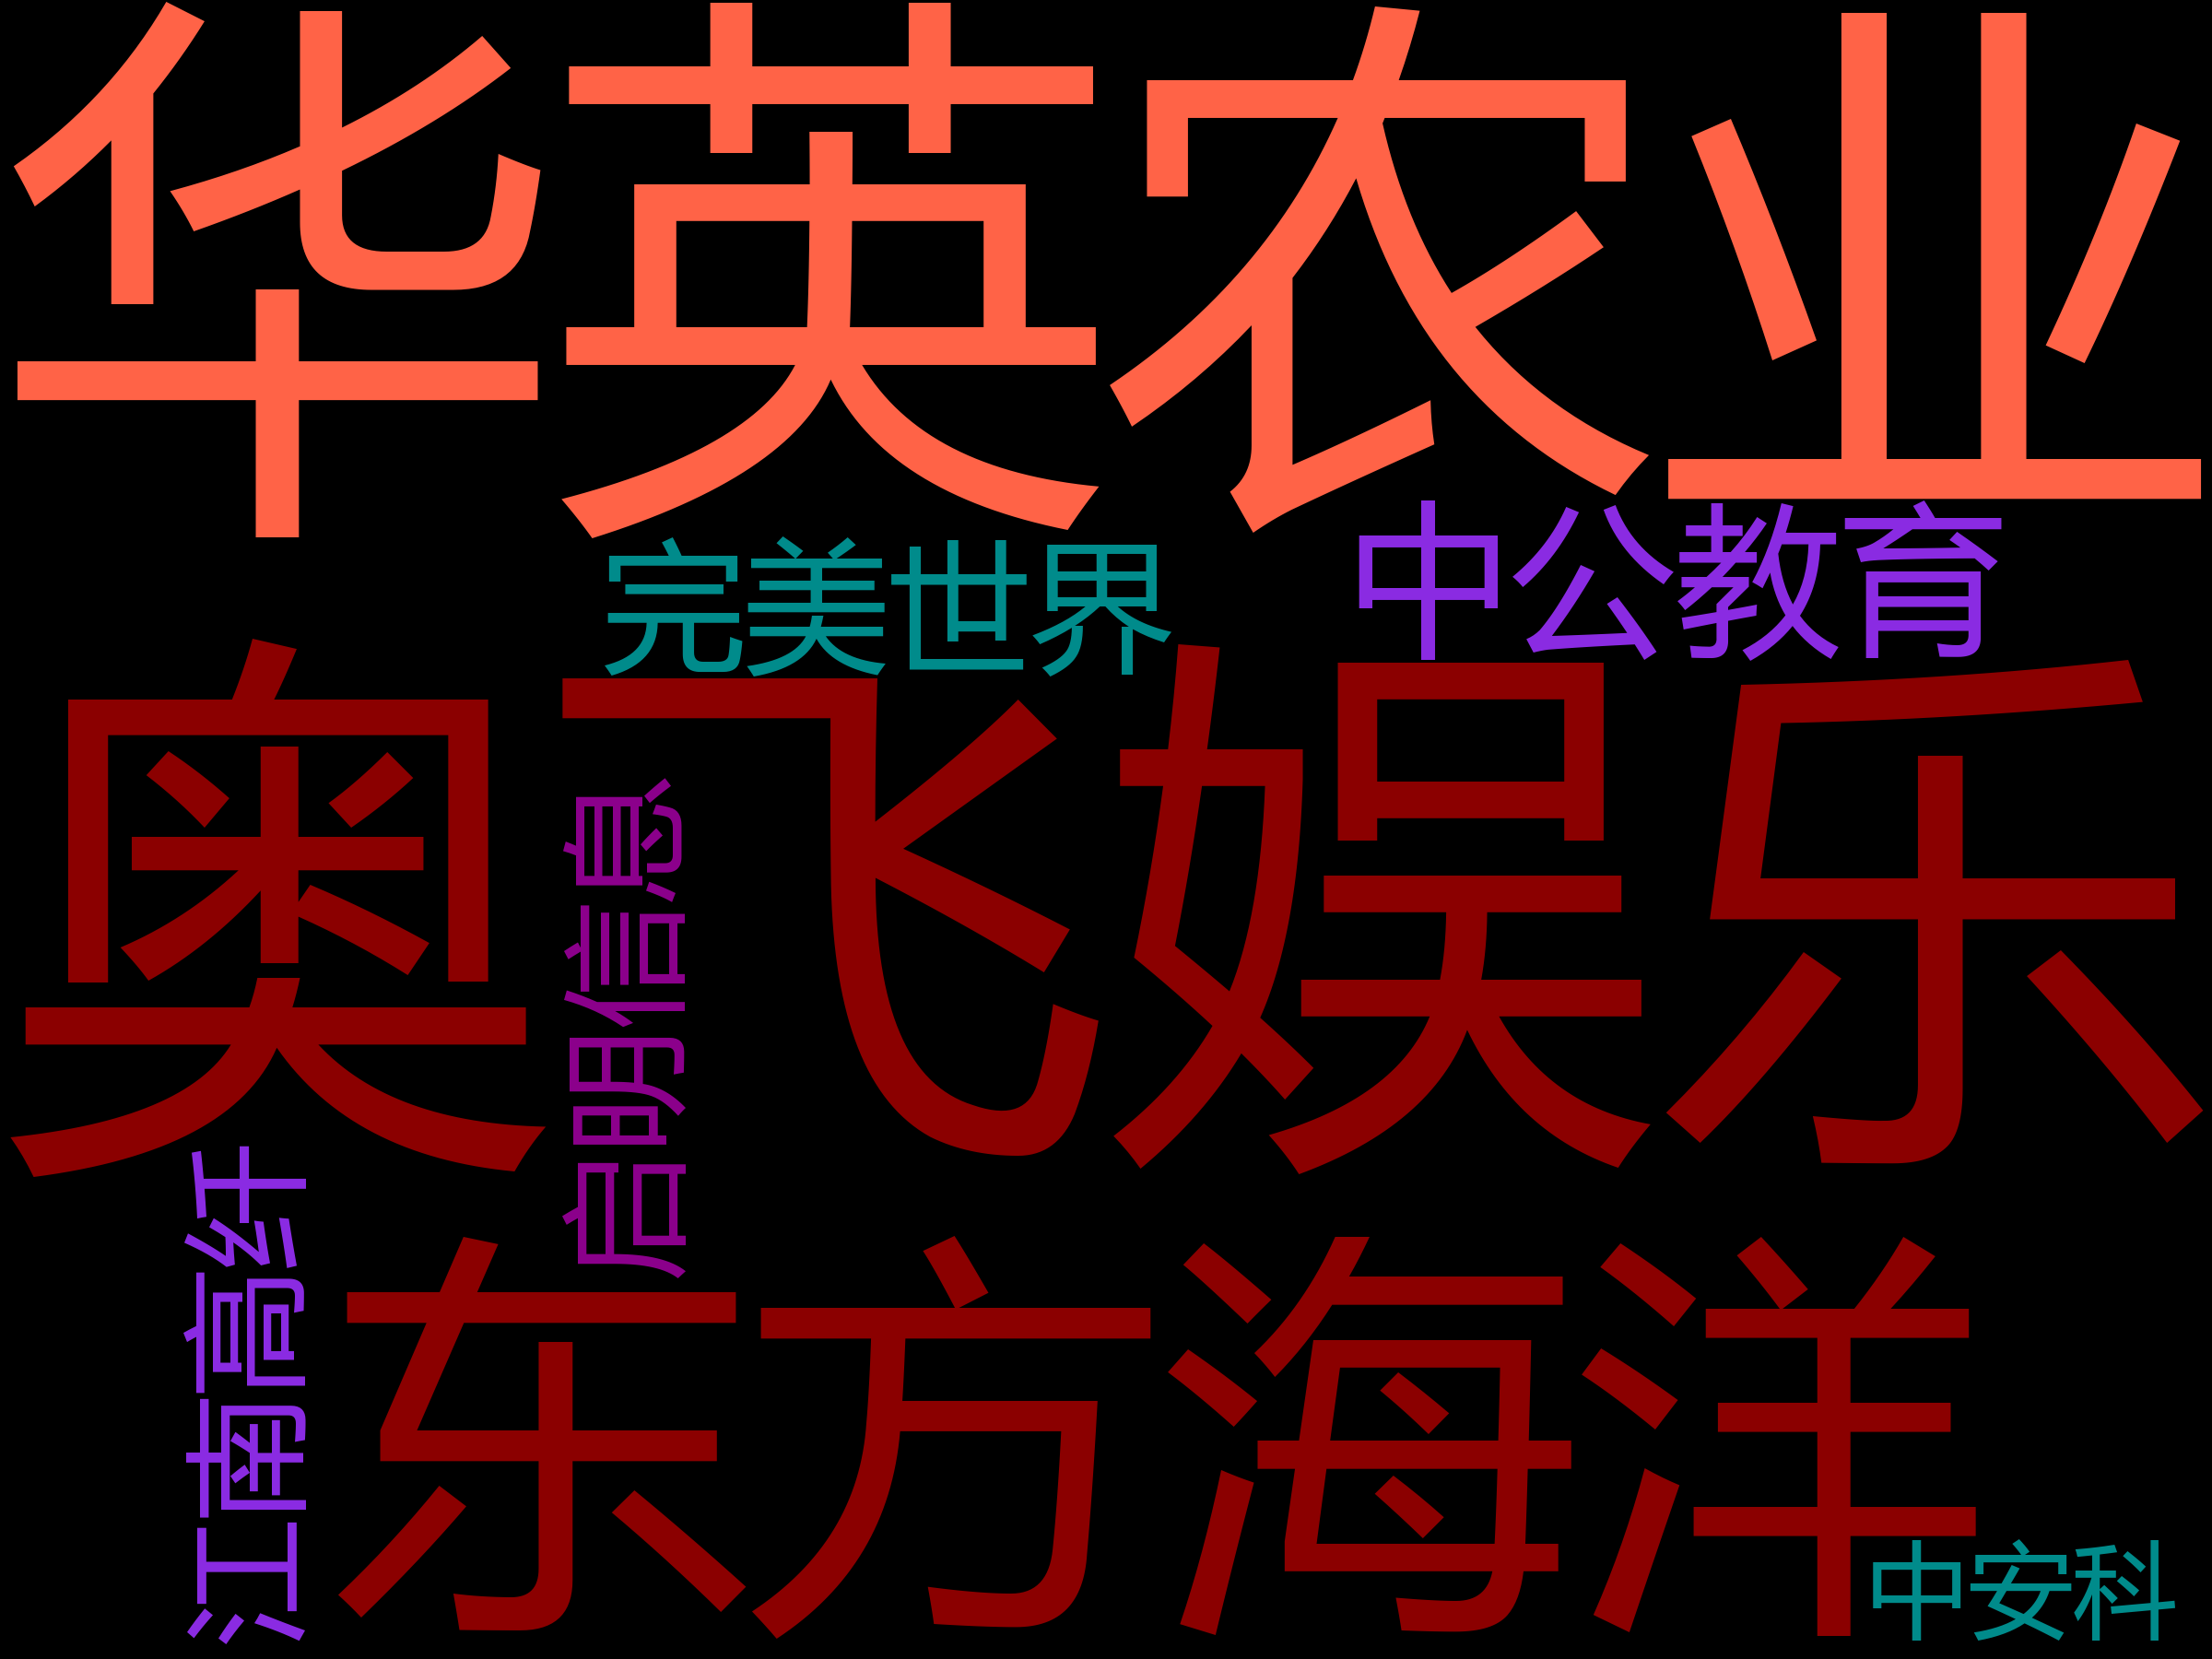 华英农业
完美世界
中公教育
奥飞娱乐
启明信息
江南高纤
东方海洋
中安科